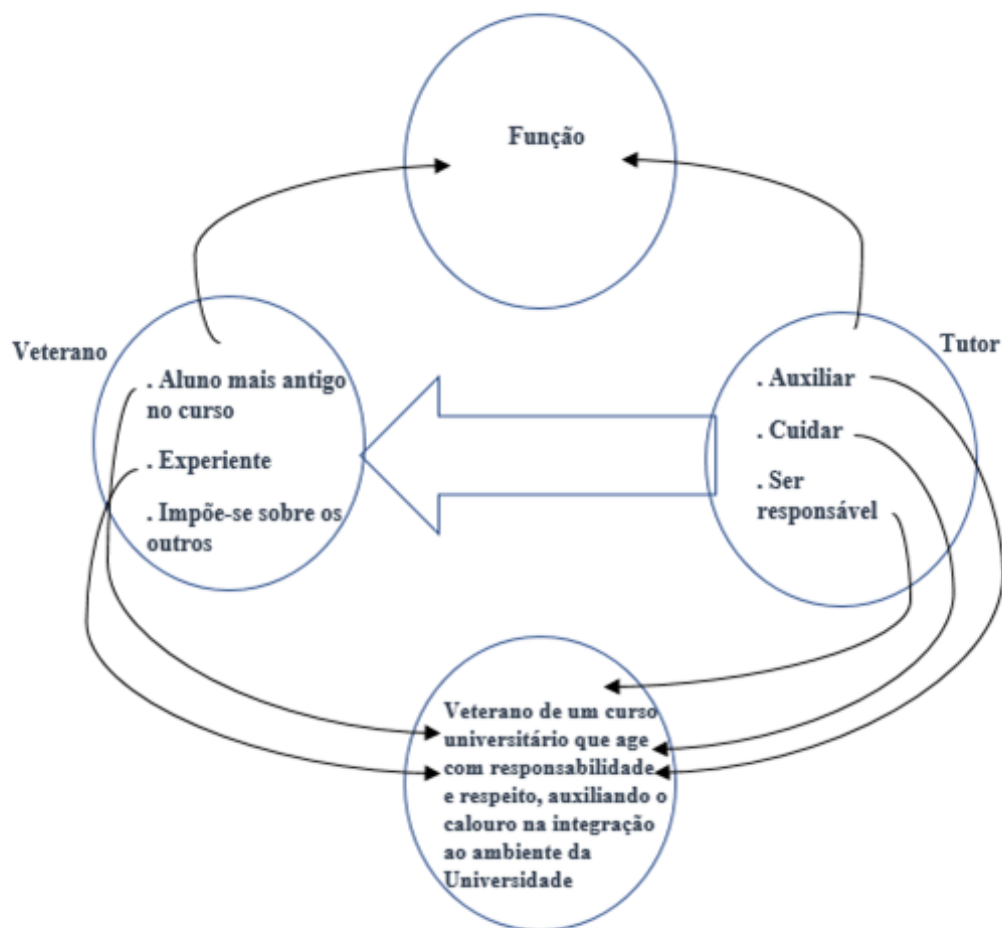 Função
Veterano
. Aluno mais antigo
no curso
. Experiente
. Impõe-se sobre os
outros
Tutor
. Auxiliar
. Cuidar
. Ser
responsável
Veterano de um curso
universitário que age
com responsabilidade
e respeito, auxiliando o
calouro na integração
ao ambiente da
Universidade